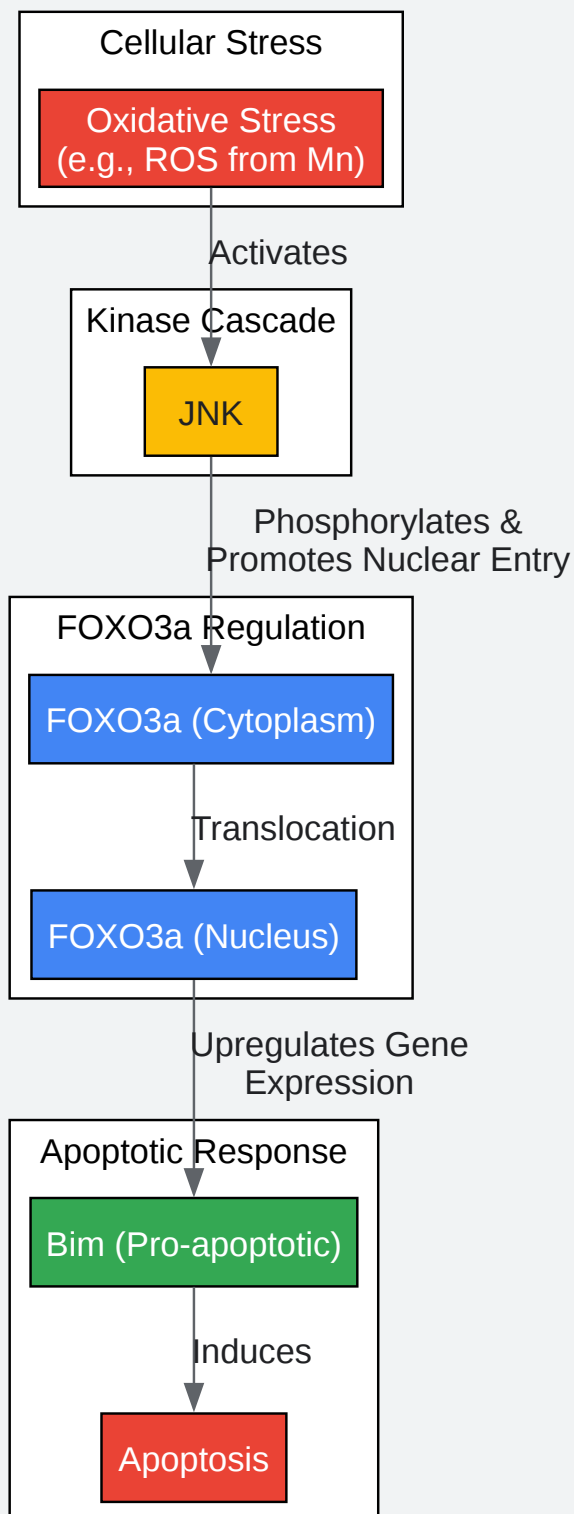 Cellular Stress
Oxidative Stress
(e.g., ROS from Mn)
Activates
Kinase Cascade
JNK
Phosphorylates &
Promotes Nuclear Entry
FOXO3a Regulation
FOXO3a (Cytoplasm)
Translocation
FOXO3a (Nucleus)
Upregulates Gene
Expression
Apoptotic Response
Bim (Pro-apoptotic)
Induces
Apoptosis